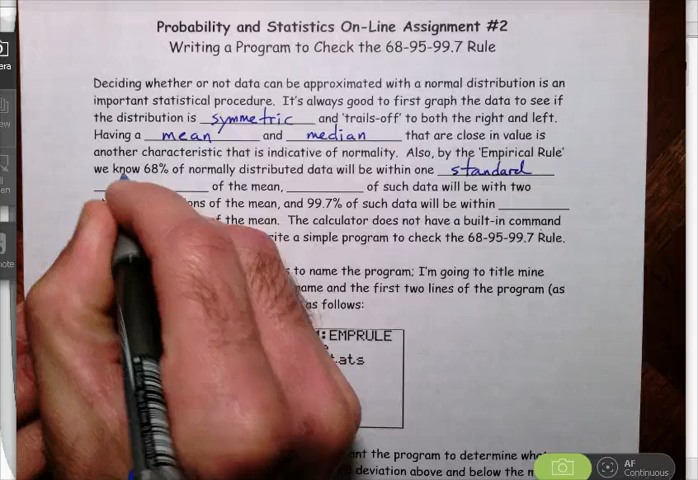 Probability and Statistics On-Line Assignment #2
Writing a Program to Check the 68-95-99.7 Rule
Deciding whether or not data can be approximated with a normal distribution is an
important statistical procedure. It's always good to first graph the data to see if
the distribution is symmetric and 'trails-off' to both the right and left.
Having a mean and median that are close in value is
another characteristic that is indicative of normality. Also, by the 'Empirical Rule'
we know 68% of normally distributed data will be within one standard
of the mean, of such data will be with two
ons of the mean, and 99.7% of such data will be within
the mean. The calculator does not have a built-in command
rite a simple program to check the 68-95-99.7 Rule.
to name the program; I'm going to title mine
name and the first two lines of the program (as
as follows:
:EMPRULE
tats
ant the program to determine wha
deviation above and below the m
AF
Continuous